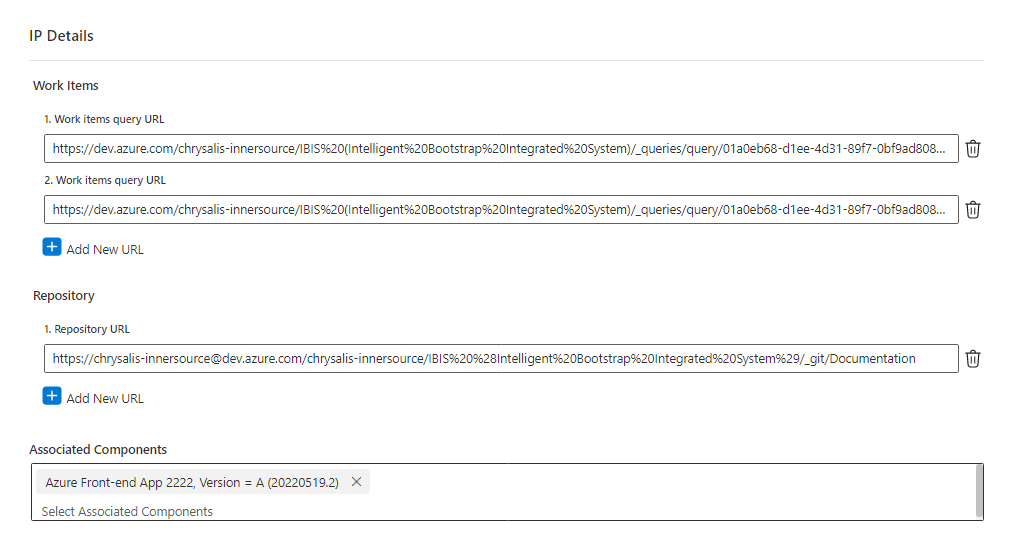 IP Details
Work Items
1. Work items query URL
https://dev.azure.com/chrysalis-innersource/IBIS%20(Intelligent%20Bootstrap%20Integrated%20System)/_queries/query/01a0eb68-d1ee-4d31-89f7-0bf9ad808...
2. Work items query URL
https://dev.azure.com/chrysalis-innersource/IBIS%20(Intelligent%20Bootstrap%20Integrated%20System)/_queries/query/01a0eb68-d1ee-4d31-89f7-0bf9ad808...
Add New URL
Repository
1. Repository URL
https://chrysalis-innersource@dev.azure.com/chrysalis-innersource/IBIS%20%28Intelligent%20Bootstrap%20Integrated%20System%29/_git/Documentation
Add New URL
Associated Components
Azure Front-end App 2222, Version = A (20220519.2)
Select Associated Components